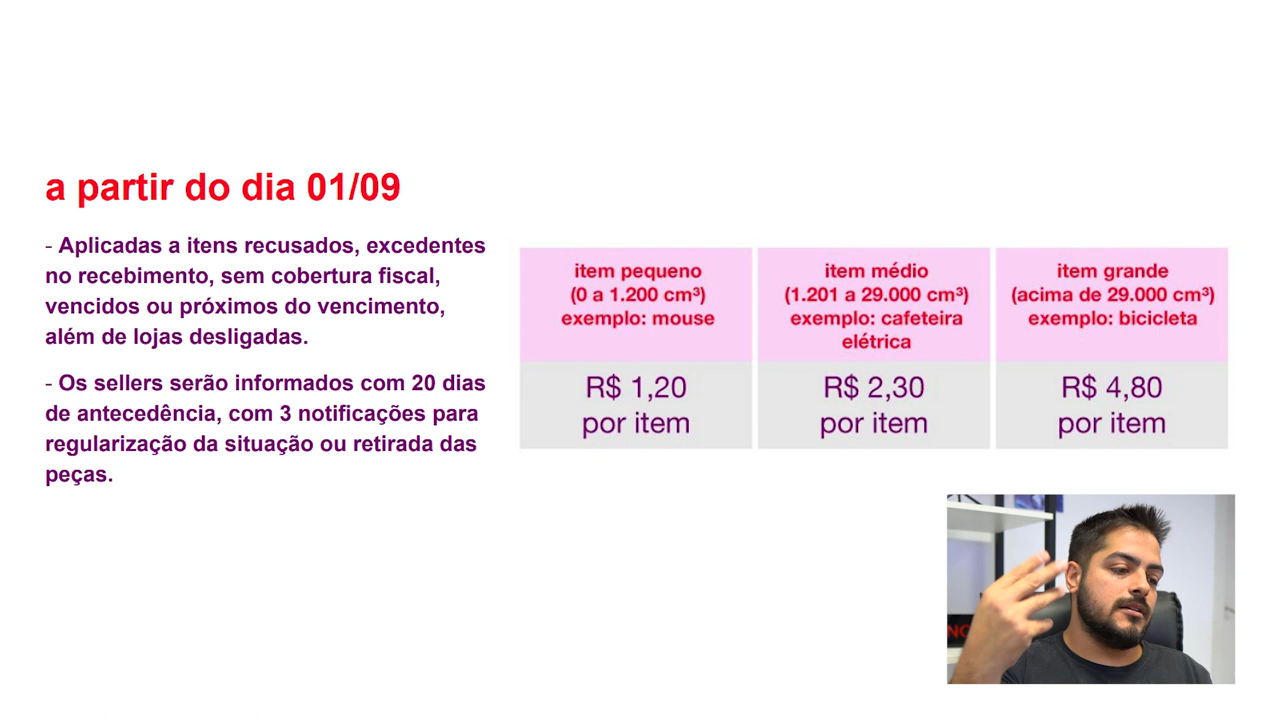 a partir do dia 01/09
- Aplicadas a itens recusados, excedentes
no recebimento, sem cobertura fiscal,
vencidos ou próximos do vencimento,
além de lojas desligadas.
- Os sellers serão informados com 20 dias
de antecedência, com 3 notificações para
regularização da situação ou retirada das
peças.
item pequeno
(0 a 1.200 cm³)
exemplo: mouse
R$ 1,20
por item
item médio
(1.201 a 29.000 cm³)
exemplo: cafeteira
elétrica
R$ 2,30
por item
item grande
(acima de 29.000 cm³)
exemplo: bicicleta
R$ 4,80
por item